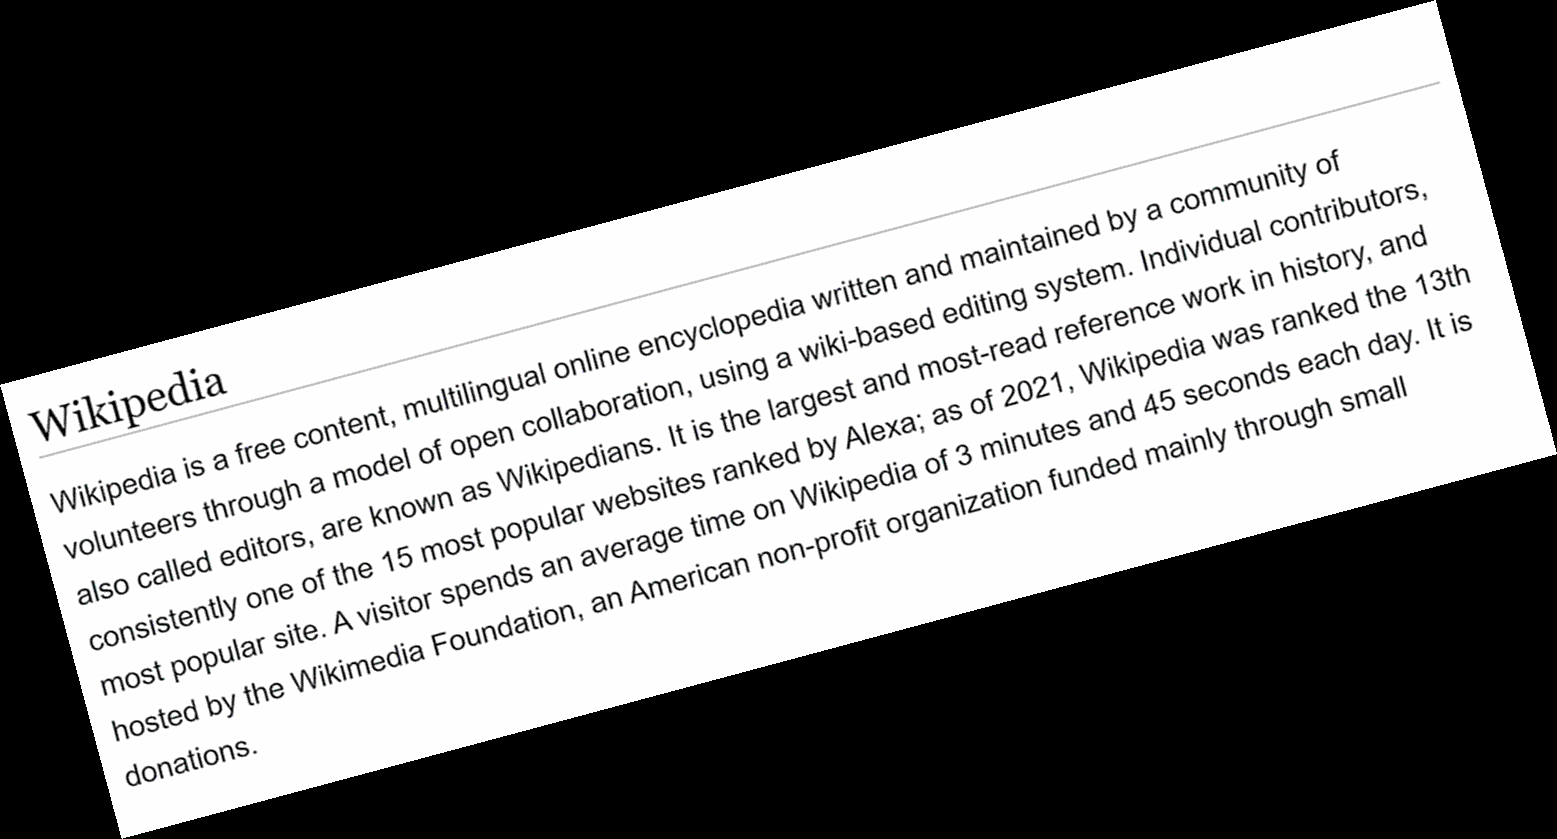 Wikipedia
Wikipedia is a free content, multilingual online encyclopedia written and maintained by a community of
volunteers through a model of open collaboration, using a wiki-based editing system. Individual contributors,
also called editors, are known as Wikipedians. It is the largest and most-read reference work in history, and
consistently one of the 15 most popular websites ranked by Alexa; as of 2021, Wikipedia was ranked the 13th
most popular site. A visitor spends an average time on Wikipedia of 3 minutes and 45 seconds each day. It is
hosted by the Wikimedia Foundation, an American non-profit organization funded mainly through small
donations.